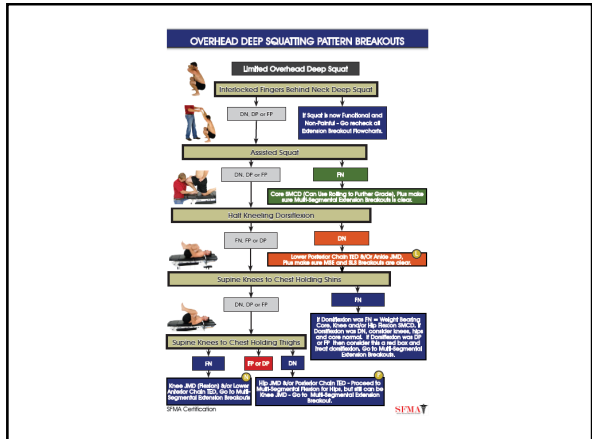 OVERHEAD DEEP SQUATTING PATTERN BREAKOUTS
Limited Overhead Deep Squat
Interlocked Fingers Behind Neck Deep Squat
DN, DP or FP
If Squat is now Functional and
Non-Painful - Go recheck all
Extension Breakout Flowcharts.
Assisted Squat
DN, DP or FP
FN
Core SMCD (Can Use Rolling to Further Grade), Plus make
sure Multi-Segmental Extension Breakouts is clear.
Half Kneeling Dorsiflexion
FN, FP or DP
DN
Lower Posterior Chain TED &/Or Ankle JMD,
Plus make sure MSE and SLS Breakouts are clear.
Supine Knees to Chest Holding Shins
DN, DP or FP
FN
If Dorsiflexion was FN = Weight Bearing
Core, Knee and/or Hip Flexion SMCD. If
Dorsiflexion was DN, consider knees, hips
and core normal. If Dorsiflexion was DP
or FP then consider this a red box and
treat dorsiflexion. Go to Multi-Segmental
Extension Breakouts.
Supine Knees to Chest Holding Thighs
FN
FP or DP
DN
Knee JMD (Flexion) &/or Lower
Anterior Chain TED, Go to Multi-
Segmental Extension Breakouts
Hip JMD &/or Posterior Chain TED - Proceed to
Multi-Segmental Flexion for Hips, but still can be
Knee JMD - Go to Multi-Segmental Extension
Breakout.
SFMA Certification
SFMA